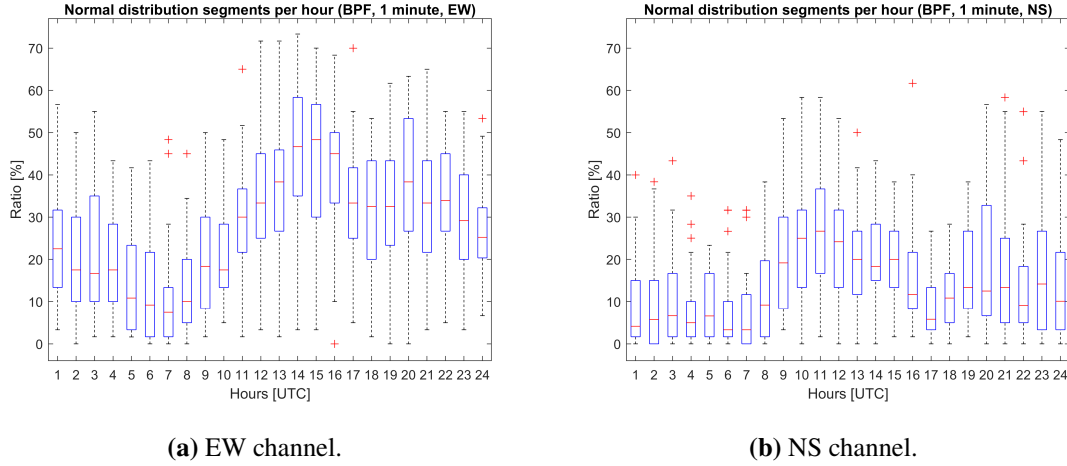 Normal distribution segments per hour (BPF, 1 minute, EW)
70
60
50
40
30
20
10
0
Ratio [%]
1 2 3 4 5 6 7 8 9 10 11 12 13 14 15 16 17 18 19 20 21 22 23 24
Hours [UTC]
(a) EW channel.
Normal distribution segments per hour (BPF, 1 minute, NS)
70
60
50
40
30
20
10
0
Ratio [%]
1 2 3 4 5 6 7 8 9 10 11 12 13 14 15 16 17 18 19 20 21 22 23 24
Hours [UTC]
(b) NS channel.